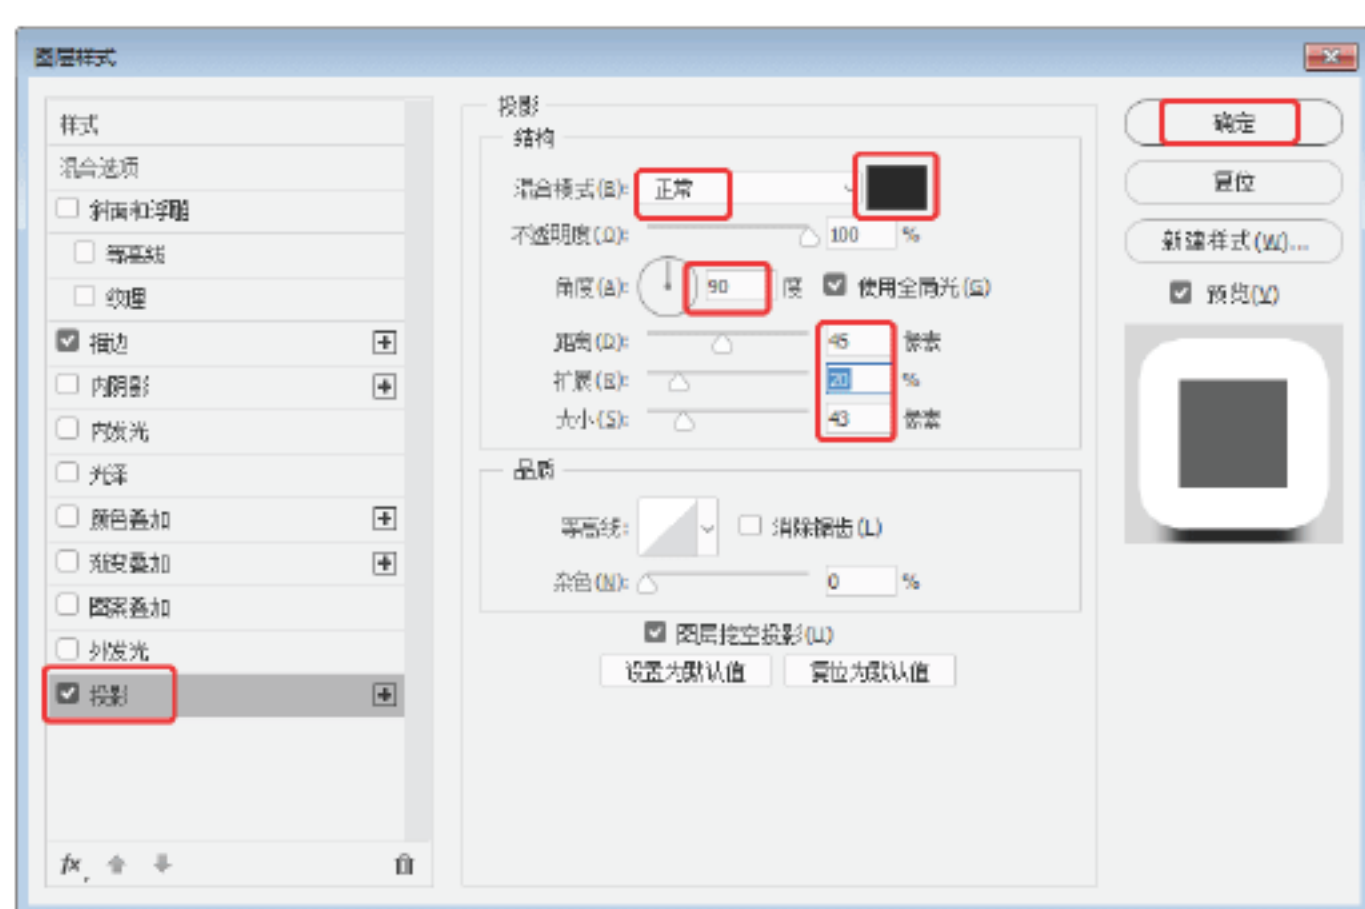 图层样式
样式
混合选项
斜面和浮雕
等高线
纹理
描边
内阴影
内发光
光泽
颜色叠加
渐变叠加
图案叠加
外发光
投影
fx
投影
结构
混合模式(B): 正常
不透明度(O): 100 %
角度(A): 90 度 使用全局光(G)
距离(D): 45 像素
扩展(R): 20 %
大小(S): 43 像素
品质
等高线: 消除锯齿(L)
杂色(N): 0 %
图层挖空投影(U)
设置为默认值 复位为默认值
确定
复位
新建样式(W)...
预览(V)